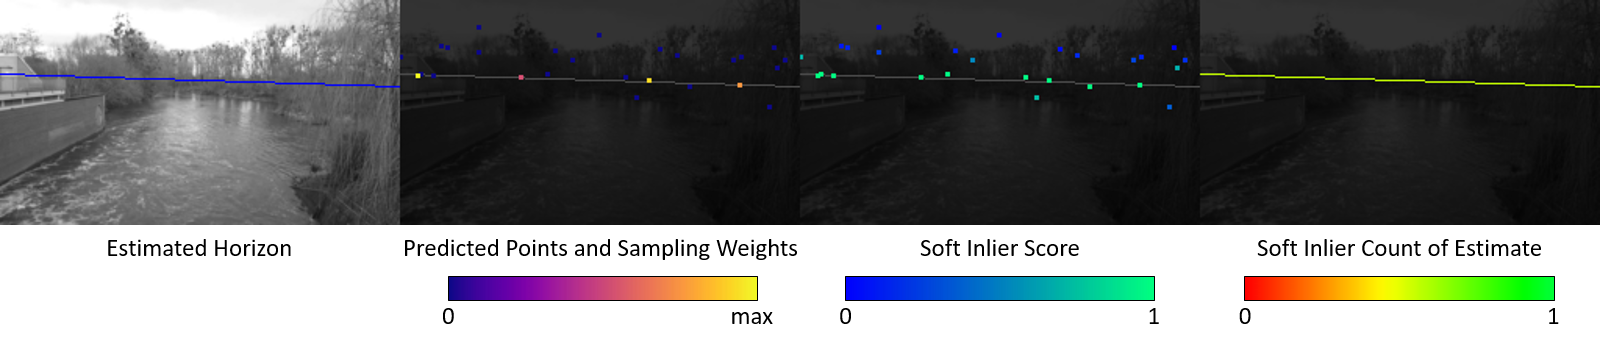 Estimated Horizon
Predicted Points and Sampling Weights
Soft Inlier Score
Soft Inlier Count of Estimate
0 max
0 1
0 1